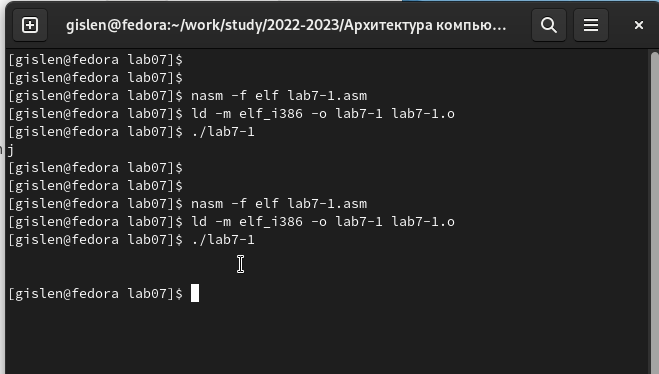 gislen@fedora:~/work/study/2022-2023/Архитектура компью...
[gislen@fedora lab07]$
[gislen@fedora lab07]$
[gislen@fedora lab07]$ nasm -f elf lab7-1.asm
[gislen@fedora lab07]$ ld -m elf_i386 -o lab7-1 lab7-1.o
[gislen@fedora lab07]$ ./lab7-1
j
[gislen@fedora lab07]$
[gislen@fedora lab07]$
[gislen@fedora lab07]$ nasm -f elf lab7-1.asm
[gislen@fedora lab07]$ ld -m elf_i386 -o lab7-1 lab7-1.o
[gislen@fedora lab07]$ ./lab7-1
[gislen@fedora lab07]$